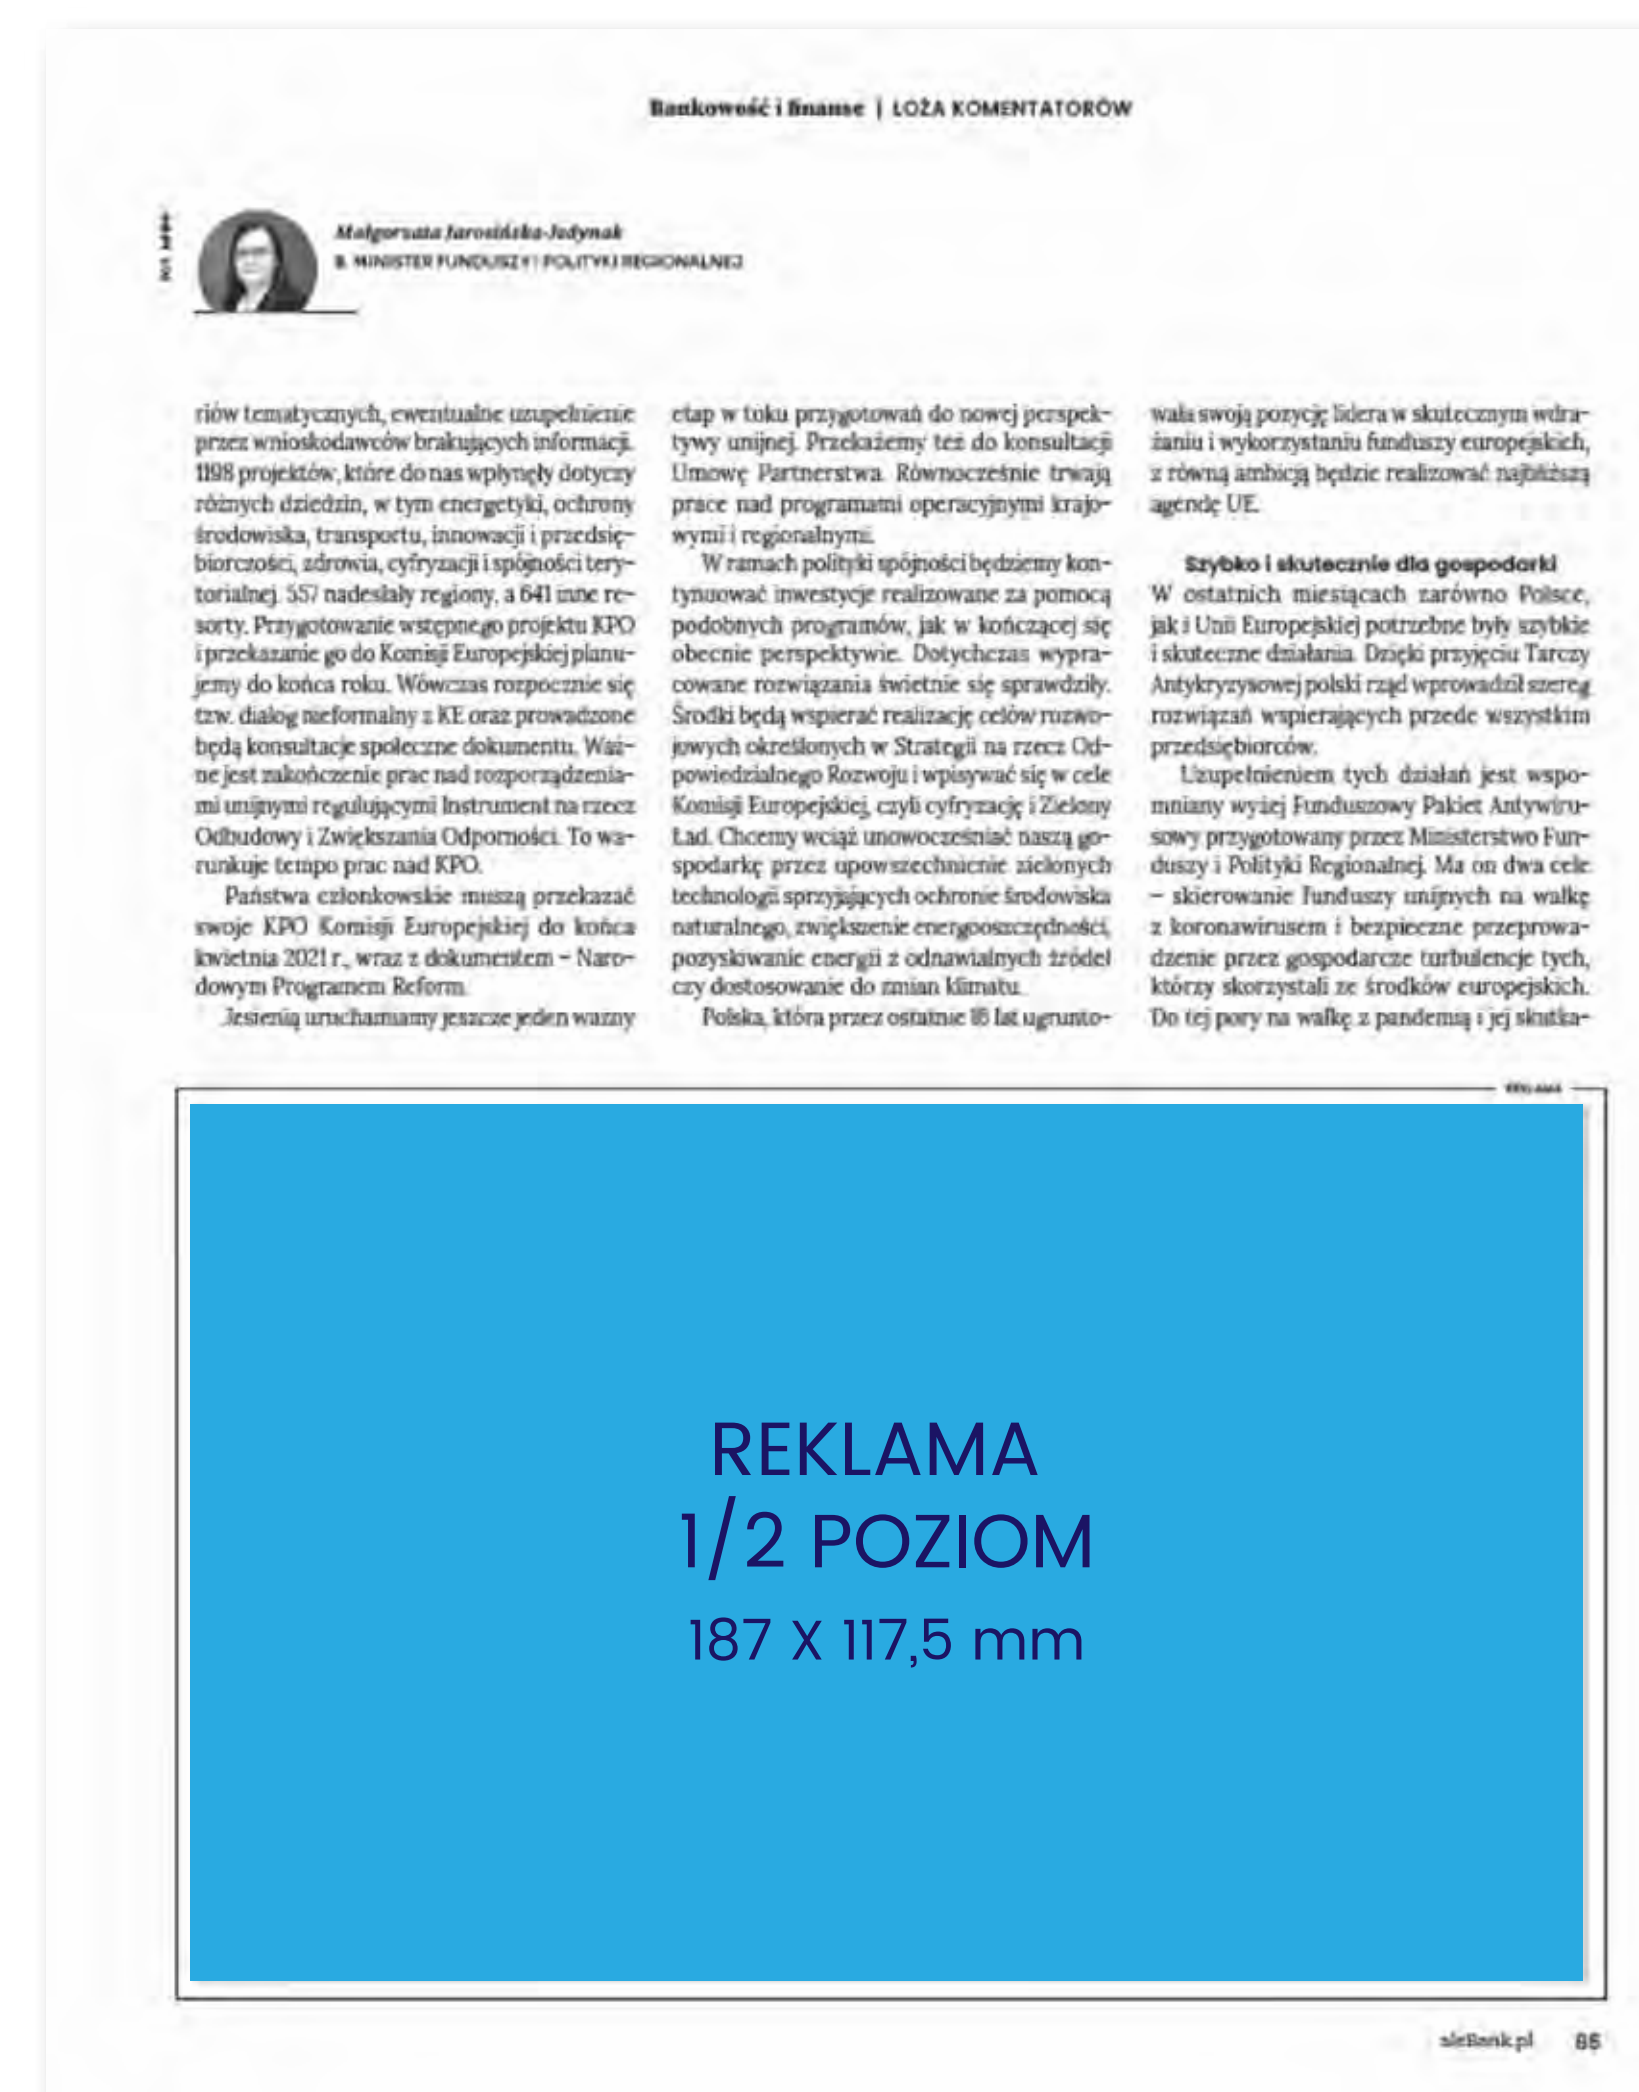 Bankowość i finanse | LOŻA KOMENTATORÓW
Małgorzata Jarosińska-Jedynak
B. MINISTER FUNDUSZY I POLITYKI REGIONALNEJ
riów tematycznych, ewentualne uzupełnienie
przez wnioskodawców brakujących informacji.
1198 projektów, które do nas wpłynęły dotyczy
różnych dziedzin, w tym energetyki, ochrony
środowiska, transportu, innowacji i przedsię-
biorczości, zdrowia, cyfryzacji i spójności tery-
torialnej. 557 nadesłały regiony, a 641 inne re-
sorty. Przygotowanie wstępnego projektu KPO
i przekazanie go do Komisji Europejskiej planu-
jemy do końca roku. Wówczas rozpocznie się
tzw. dialog nieformalny z KE oraz prowadzone
będą konsultacje społeczne dokumentu. Waż-
ne jest zakończenie prac nad rozporządzenia-
mi unijnymi regulującymi Instrument na rzecz
Odbudowy i Zwiększania Odporności. To wa-
runkuje tempo prac nad KPO.
Państwa członkowskie muszą przekazać
swoje KPO Komisji Europejskiej do końca
kwietnia 2021 r., wraz z dokumentem – Naro-
dowym Programem Reform.
Jesienią uruchamiamy jeszcze jeden ważny
etap w toku przygotowań do nowej perspek-
tywy unijnej. Przekażemy też do konsultacji
Umowę Partnerstwa. Równocześnie trwają
prace nad programami operacyjnymi krajo-
wymi i regionalnymi.
W ramach polityki spójności będziemy kon-
tynuować inwestycje realizowane za pomocą
podobnych programów, jak w kończącej się
obecnie perspektywie. Dotychczas wypra-
cowane rozwiązania świetnie się sprawdziły.
Środki będą wspierać realizację celów rozwo-
jowych określonych w Strategii na rzecz Od-
powiedzialnego Rozwoju i wpisywać się w cele
Komisji Europejskiej, czyli cyfryzację i Zielony
Ład. Chcemy wciąż unowocześniać naszą go-
spodarkę przez upowszechnienie zielonych
technologii sprzyjających ochronie środowiska
naturalnego, zwiększenie energooszczędności,
pozyskiwanie energii z odnawialnych źródeł
czy dostosowanie do zmian klimatu.
Polska, która przez ostatnie 16 lat ugrunto-
wała swoją pozycję lidera w skutecznym wdra-
żaniu i wykorzystaniu funduszy europejskich,
z równą ambicją będzie realizować najbliższą
agendę UE.
Szybko i skutecznie dla gospodarki
W ostatnich miesiącach zarówno Polsce,
jak i Unii Europejskiej potrzebne były szybkie
i skuteczne działania. Dzięki przyjęciu Tarczy
Antykryzysowej polski rząd wprowadził szereg
rozwiązań wspierających przede wszystkim
przedsiębiorców.
Uzupełnieniem tych działań jest wspo-
mniany wyżej Funduszowy Pakiet Antywiru-
sowy przygotowany przez Ministerstwo Fun-
duszy i Polityki Regionalnej. Ma on dwa cele
– skierowanie funduszy unijnych na walkę
z koronawirusem i bezpieczne przeprowa-
dzenie przez gospodarcze turbulencje tych,
którzy skorzystali ze środków europejskich.
Do tej pory na walkę z pandemią i jej skutka-
REKLAMA
REKLAMA
1/2 POZIOM
187 X 117,5 mm
aleBank.pl 85